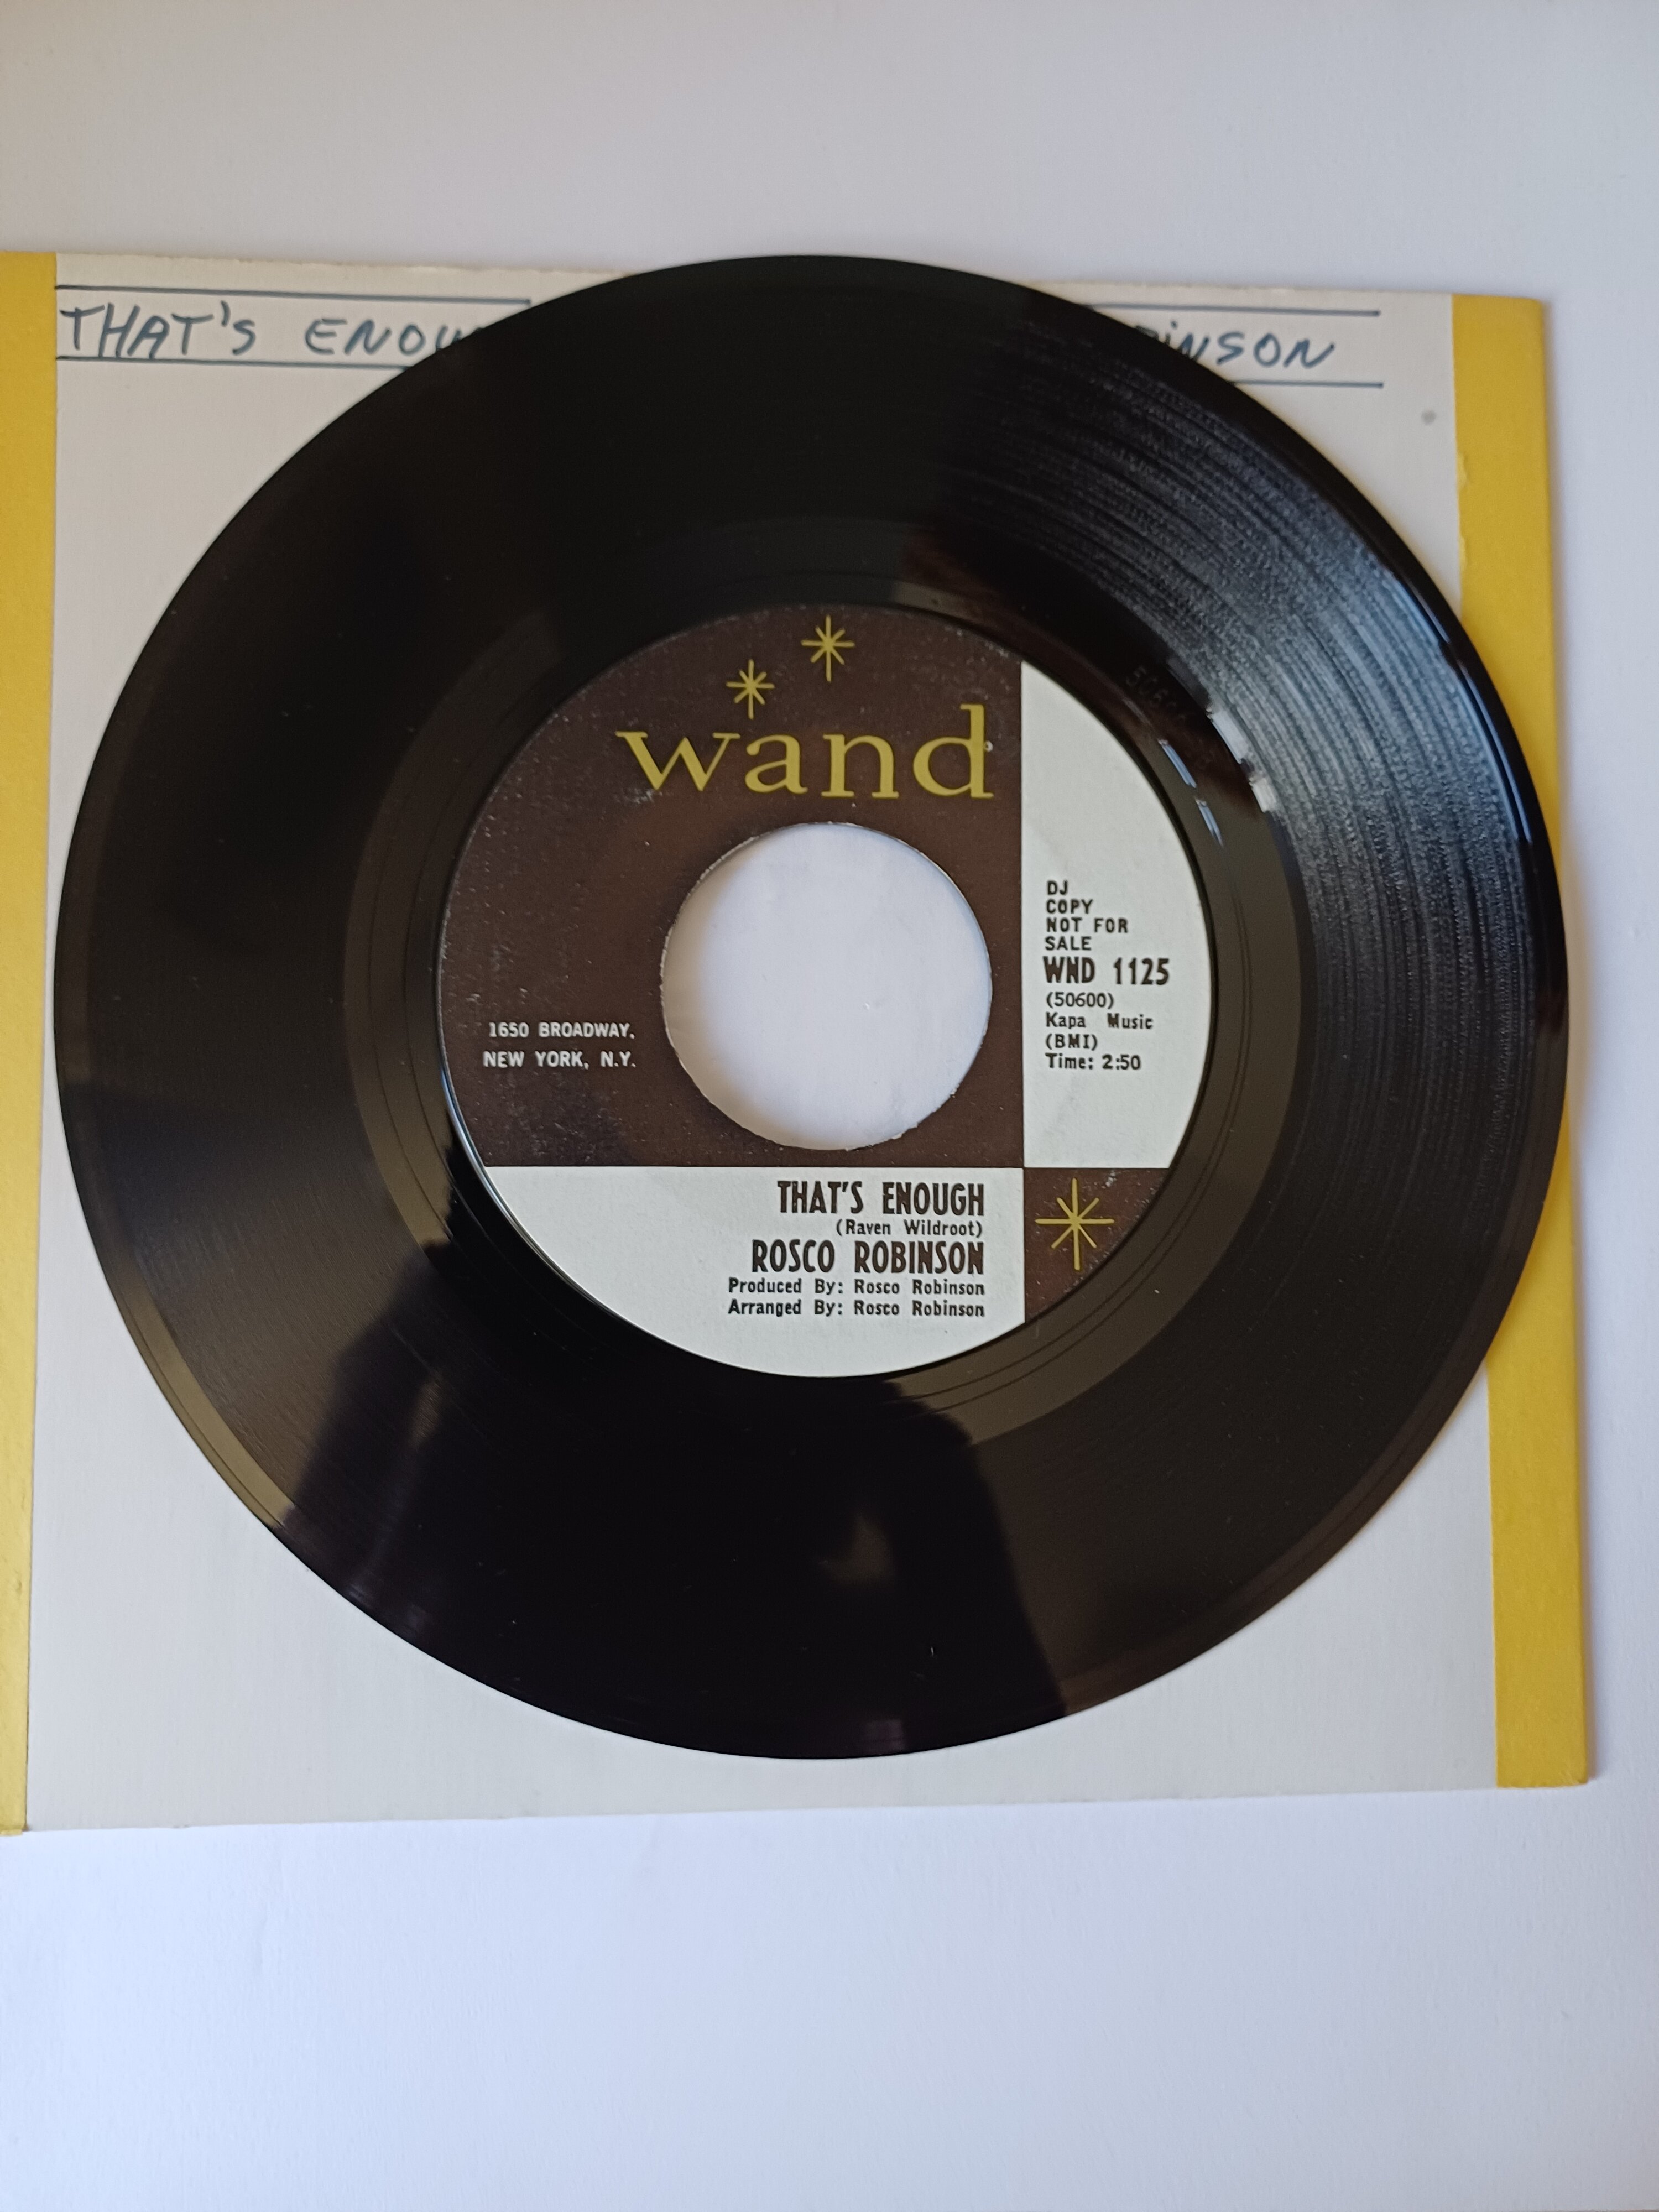 THAT'S ENOU
INSON
wand
DJ
COPY
NOT FOR
SALE
WND 1125
(50600)
Kapa Music
(BMI)
Time: 2:50
1650 BROADWAY,
NEW YORK, N.Y.
THAT'S ENOUGH
(Raven Wildroot)
ROSCO ROBINSON
Produced By: Rosco Robinson
Arranged By: Rosco Robinson